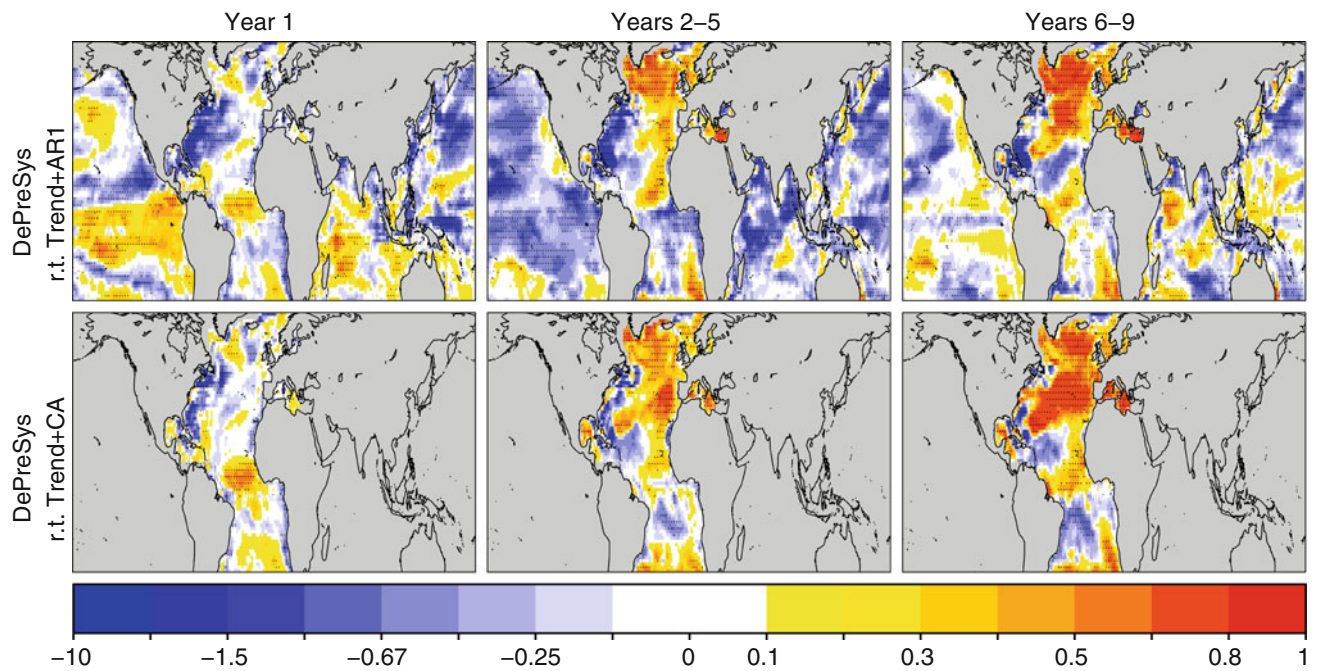 Year 1
Years 2–5
Years 6–9
DePreSys
r.t. Trend+AR1
DePreSys
r.t. Trend+CA
−10 −1.5 −0.67 −0.25 0 0.1 0.3 0.5 0.8 1